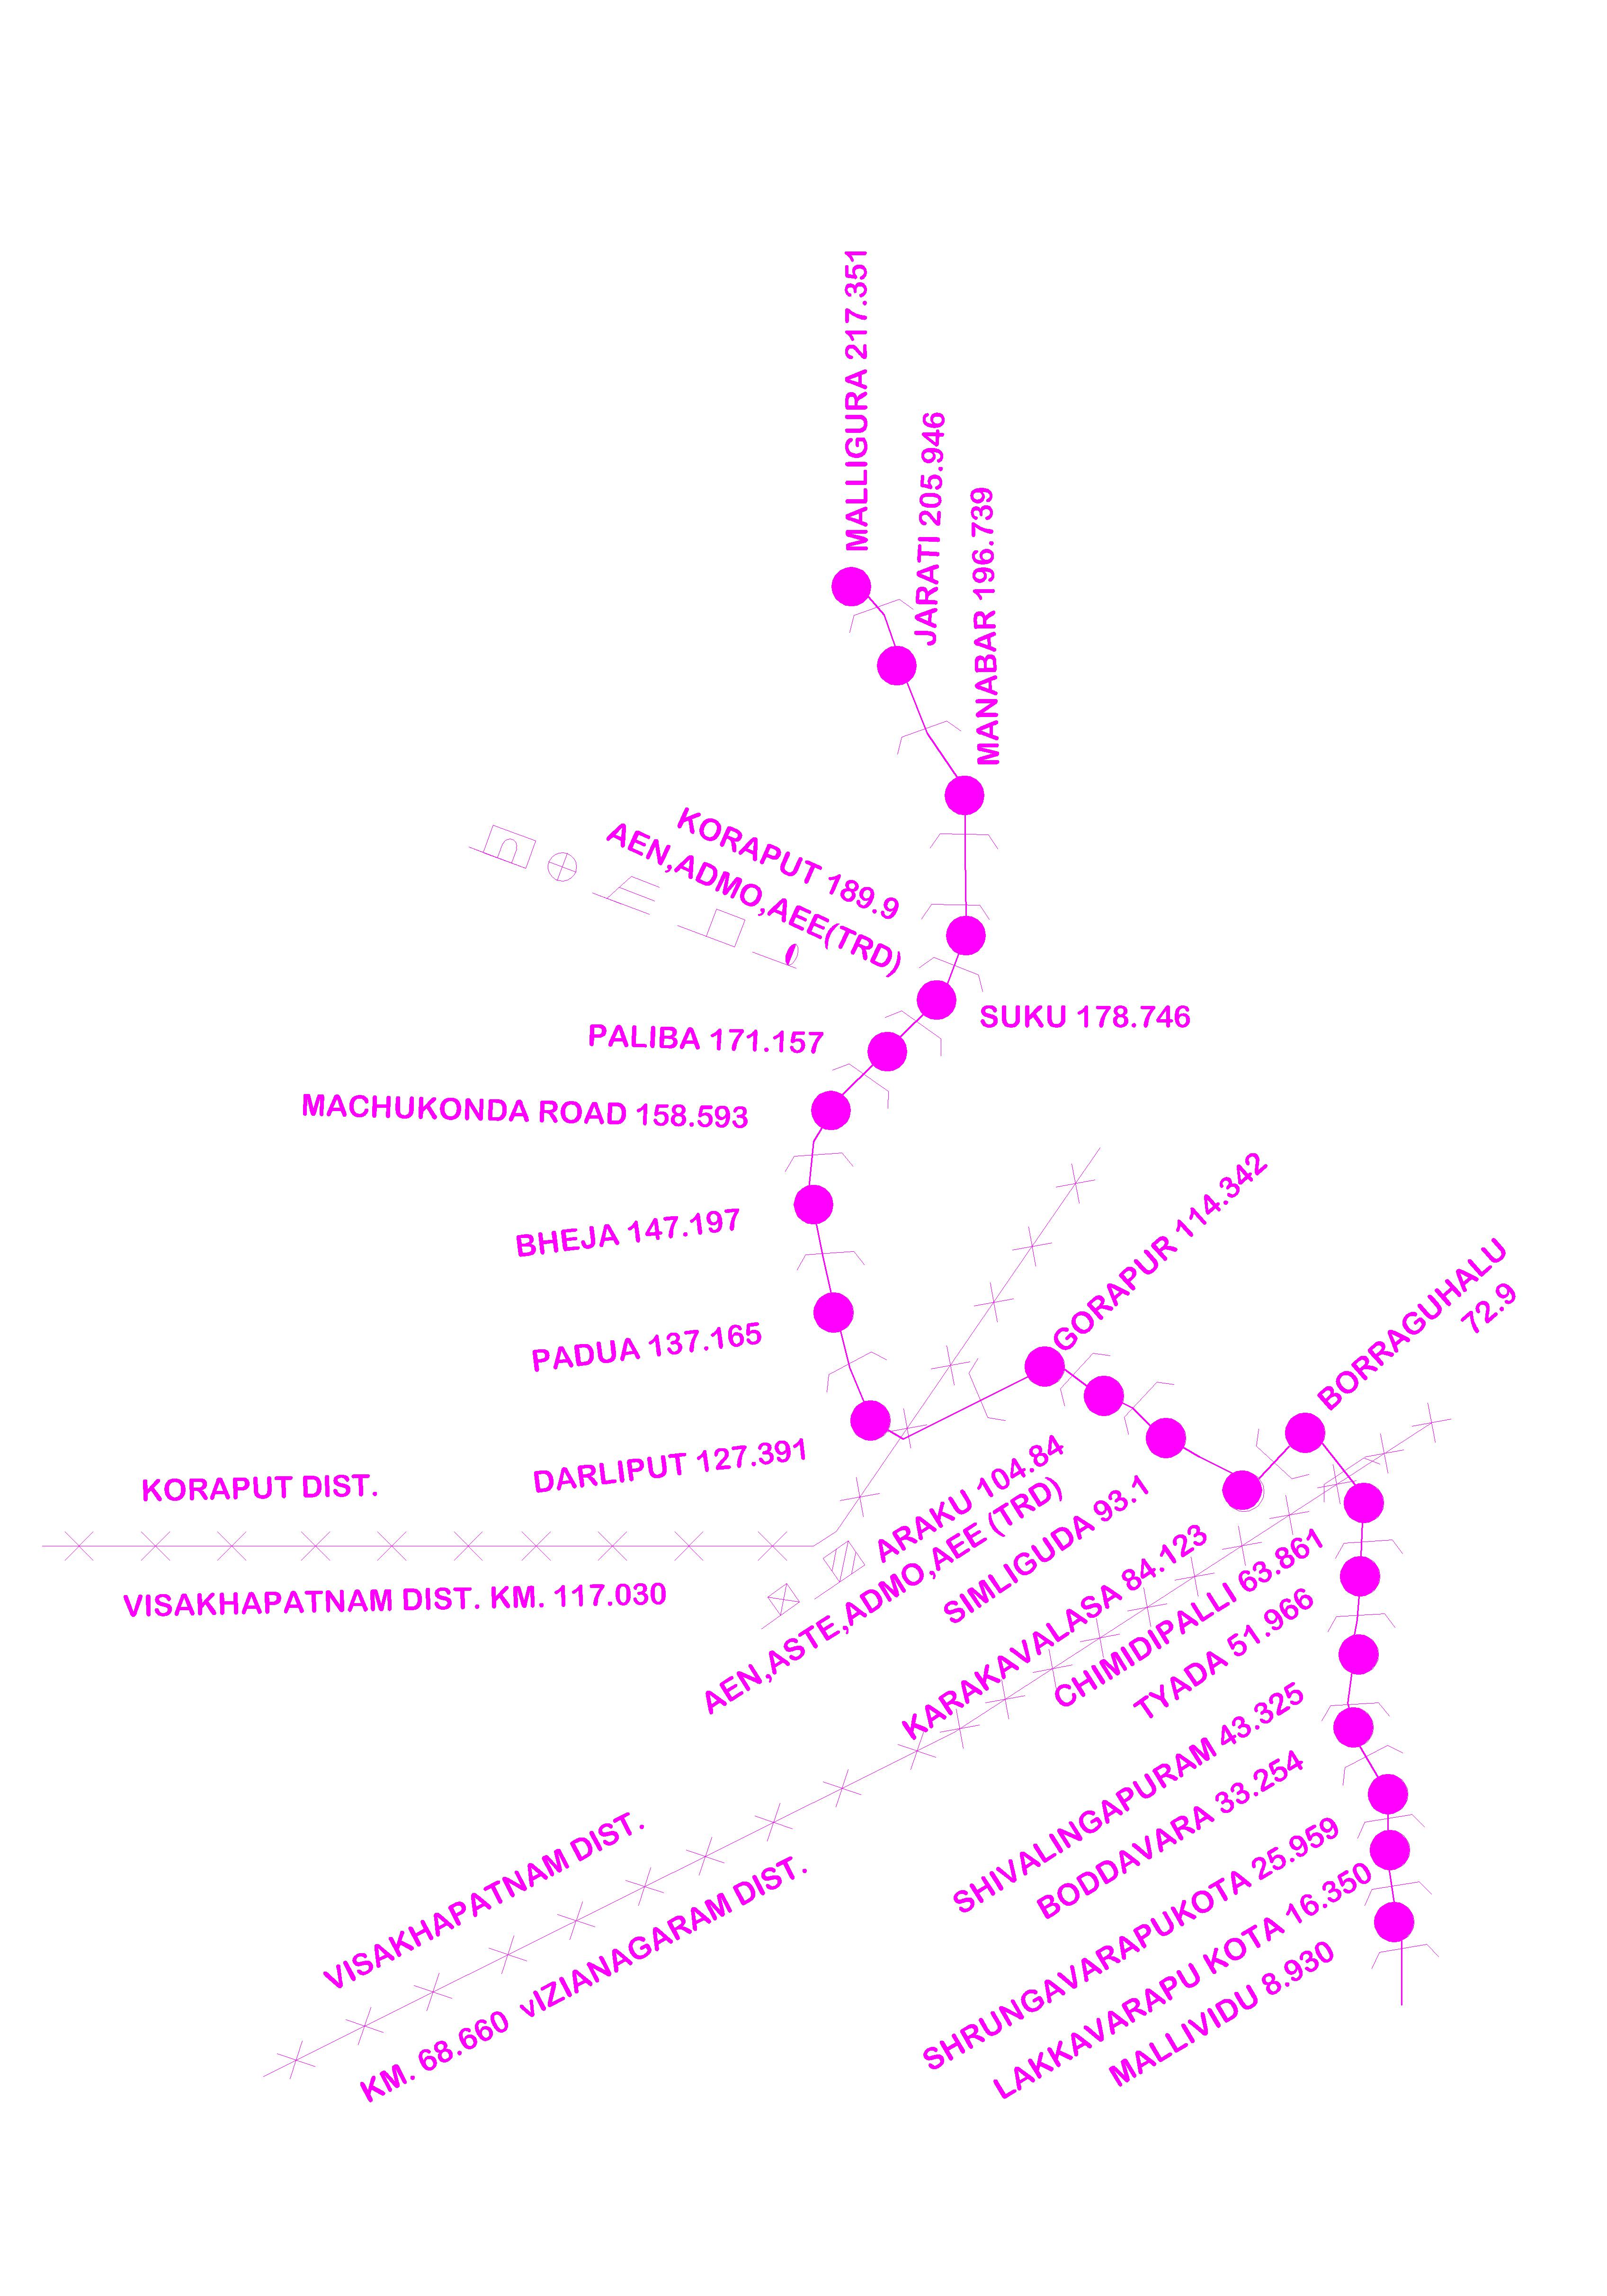 MALLIGURA 217.351
JARATI 205.946
MANABAR 196.739
KORAPUT 189.9
AEN,ADMO,AEE(TRD)
SUKU 178.746
PALIBA 171.157
MACHUKONDA ROAD 158.593
BHEJA 147.197
PADUA 137.165
DARLIPUT 127.391
GORAPUR 114.342
BORRAGUHALU
72.9
KORAPUT DIST.
VISAKHAPATNAM DIST. KM. 117.030
ARAKU 104.84
AEN,ASTE,ADMO,AEE (TRD)
SIMLIGUDA 93.1
KARAKAVALASA 84.123
CHIMIDIPALLI 63.861
TYADA 51.966
SHIVALINGAPURAM 43.325
BODDAVARA 33.254
SHRUNGAVARAPUKOTA 25.959
LAKKAVARAPU KOTA 16.350
MALLIVIDU 8.930
VISAKHAPATNAM DIST.
KM. 68.660 vIZIANAGARAM DIST.